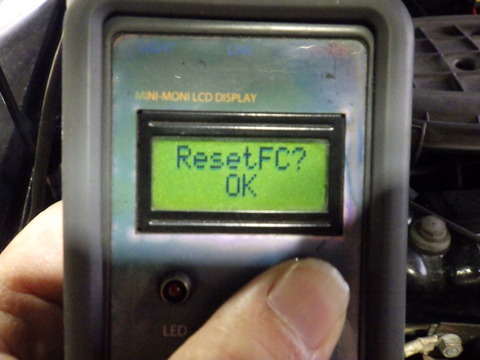 MINI-MONI LCD DISPLAY
ResetFC?
OK
LED